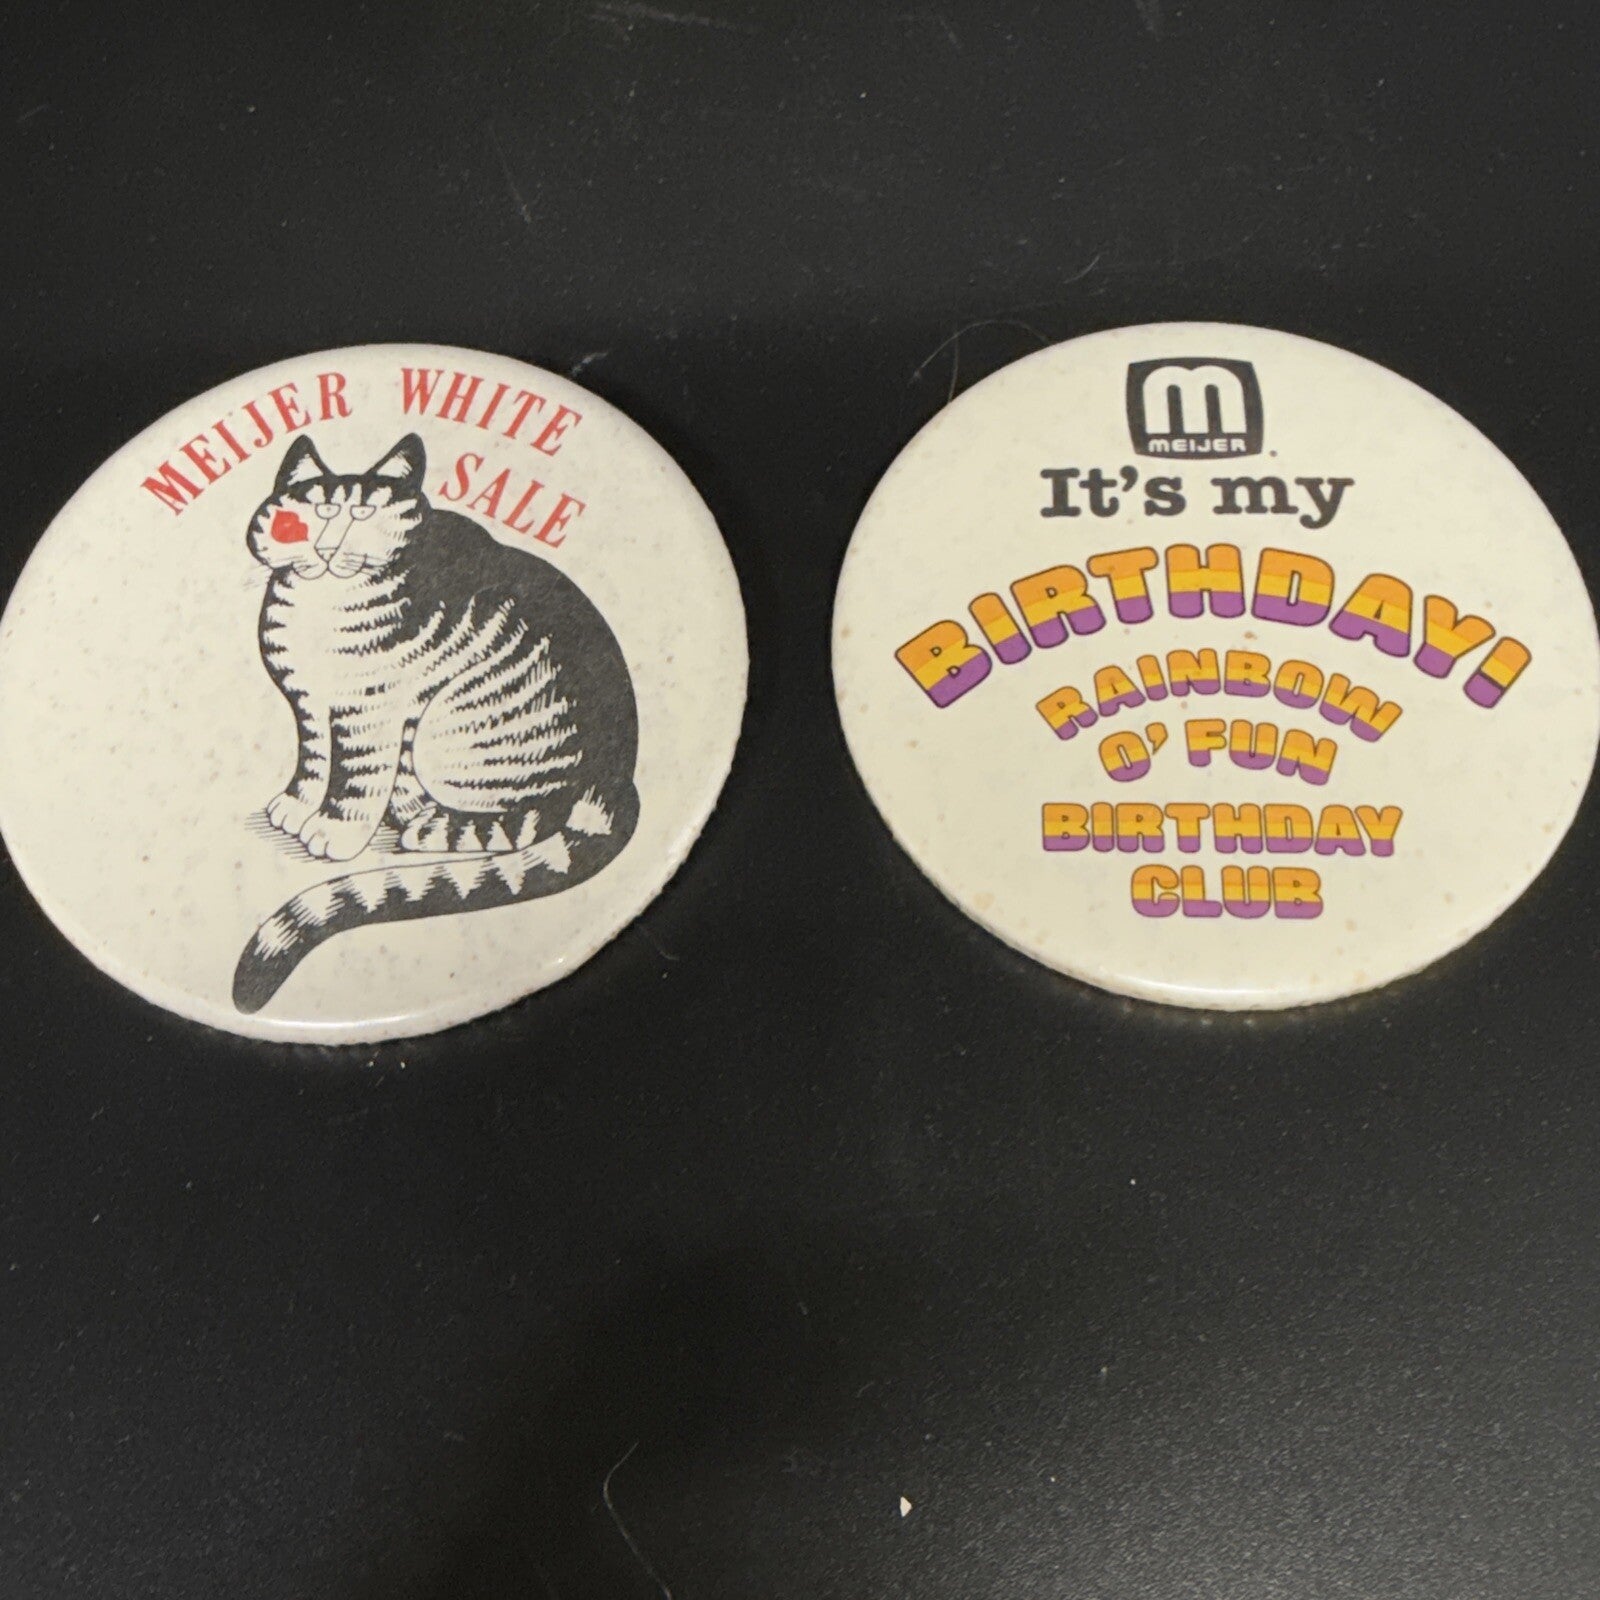 MEIJER WHITE
SALE
M
MEIJER
It's my
BIRTHDAY!
RAINBOW
O' FUN
BIRTHDAY
CLUB